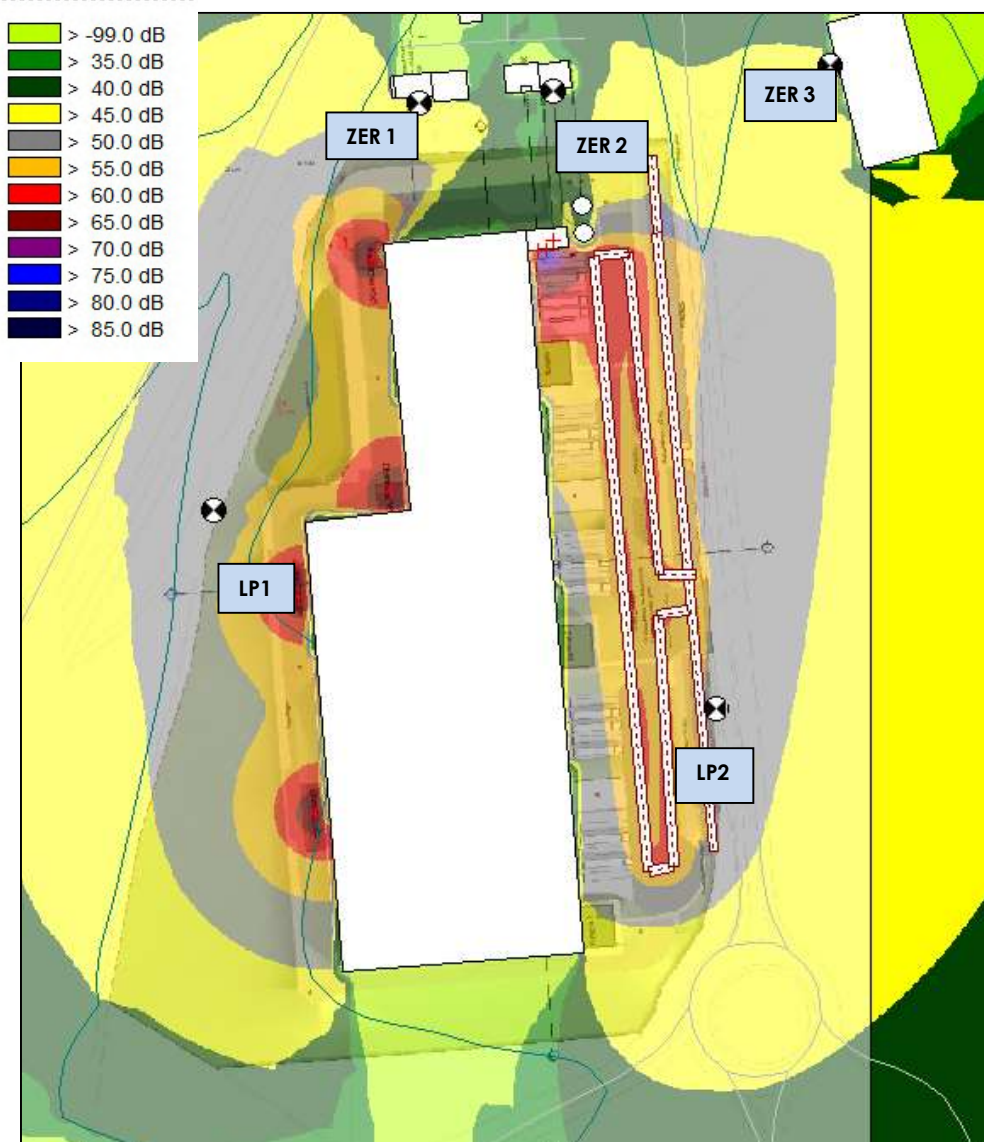 > -99.0 dB
> 35.0 dB
> 40.0 dB
> 45.0 dB
> 50.0 dB
> 55.0 dB
> 60.0 dB
> 65.0 dB
> 70.0 dB
> 75.0 dB
> 80.0 dB
> 85.0 dB
ZER 1
ZER 2
ZER 3
LP1
LP2